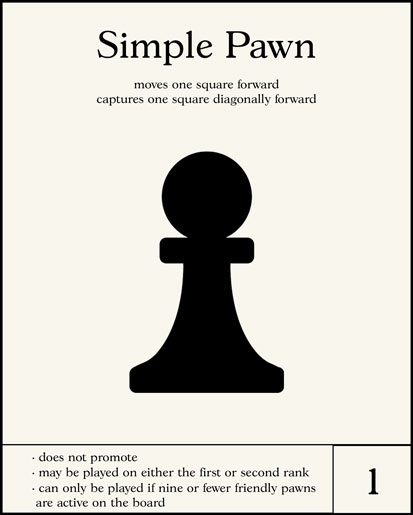 Simple Pawn
moves one square forward
captures one square diagonally forward
· does not promote
· may be played on either the first or second rank
· can only be played if nine or fewer friendly pawns
are active on the board
1